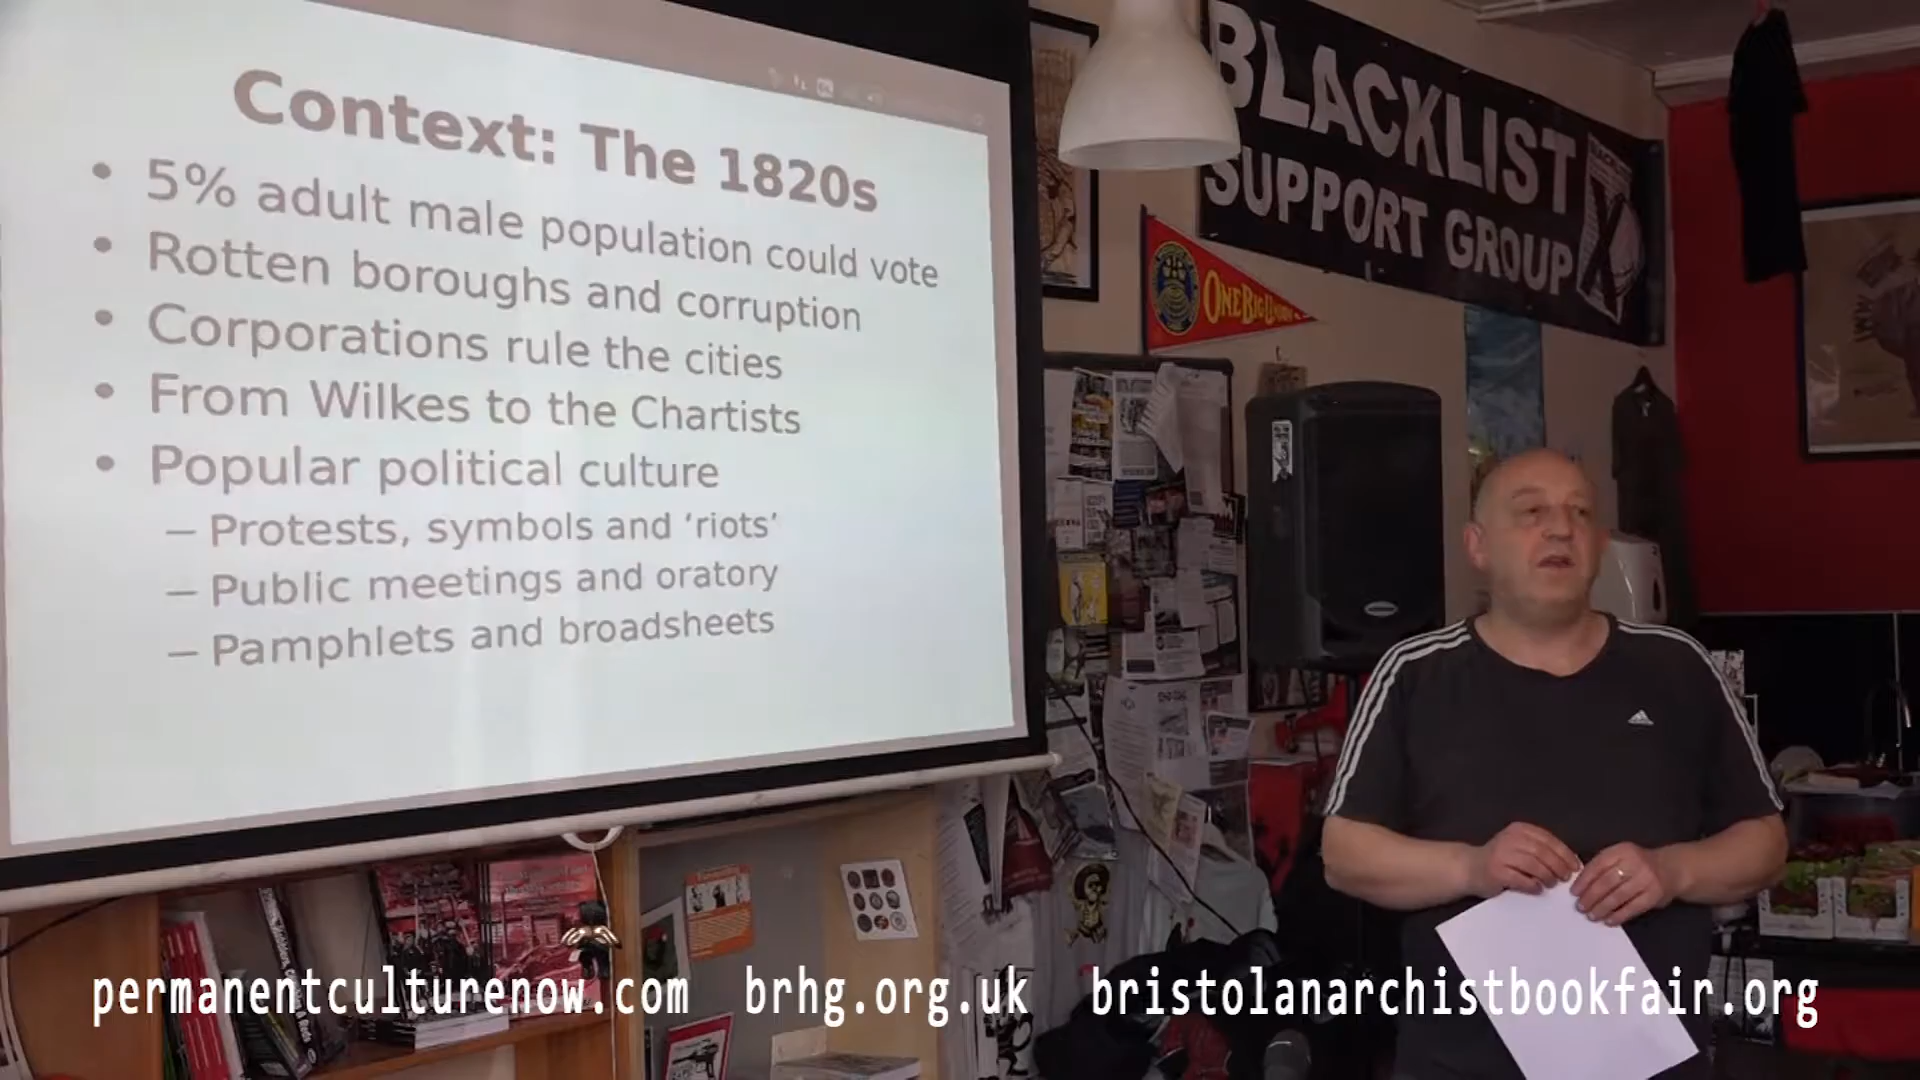 Context: The 1820s
• 5% adult male population could vote
• Rotten boroughs and corruption
• Corporations rule the cities
• From Wilkes to the Chartists
• Popular political culture
– Protests, symbols and ‘riots’
– Public meetings and oratory
– Pamphlets and broadsheets
BLACKLIST
SUPPORT GROUP
ONE BIG UNION
permanentculturenow.com brhg.org.uk bristolanarchistbookfair.org